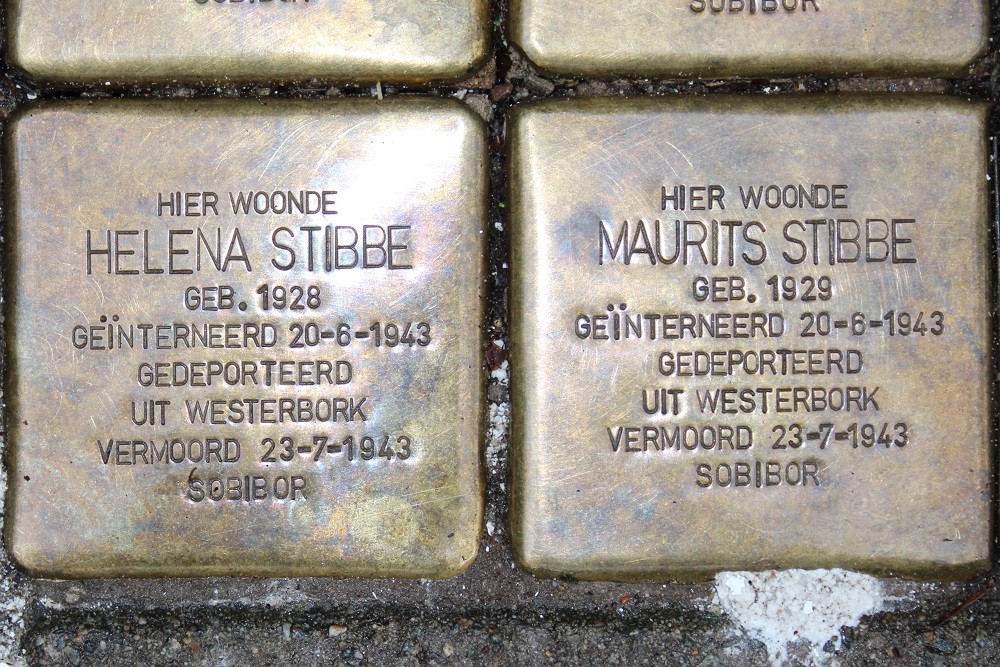 SOBIBOR
SOBIBOR
HIER WOONDE
HELENA STIBBE
GEB. 1928
GEÏNTERNEERD 20-6-1943
GEDEPORTEERD
UIT WESTERBORK
VERMOORD 23-7-1943
SOBIBOR
HIER WOONDE
MAURITS STIBBE
GEB. 1929
GEÏNTERNEERD 20-6-1943
GEDEPORTEERD
UIT WESTERBORK
VERMOORD 23-7-1943
SOBIBOR